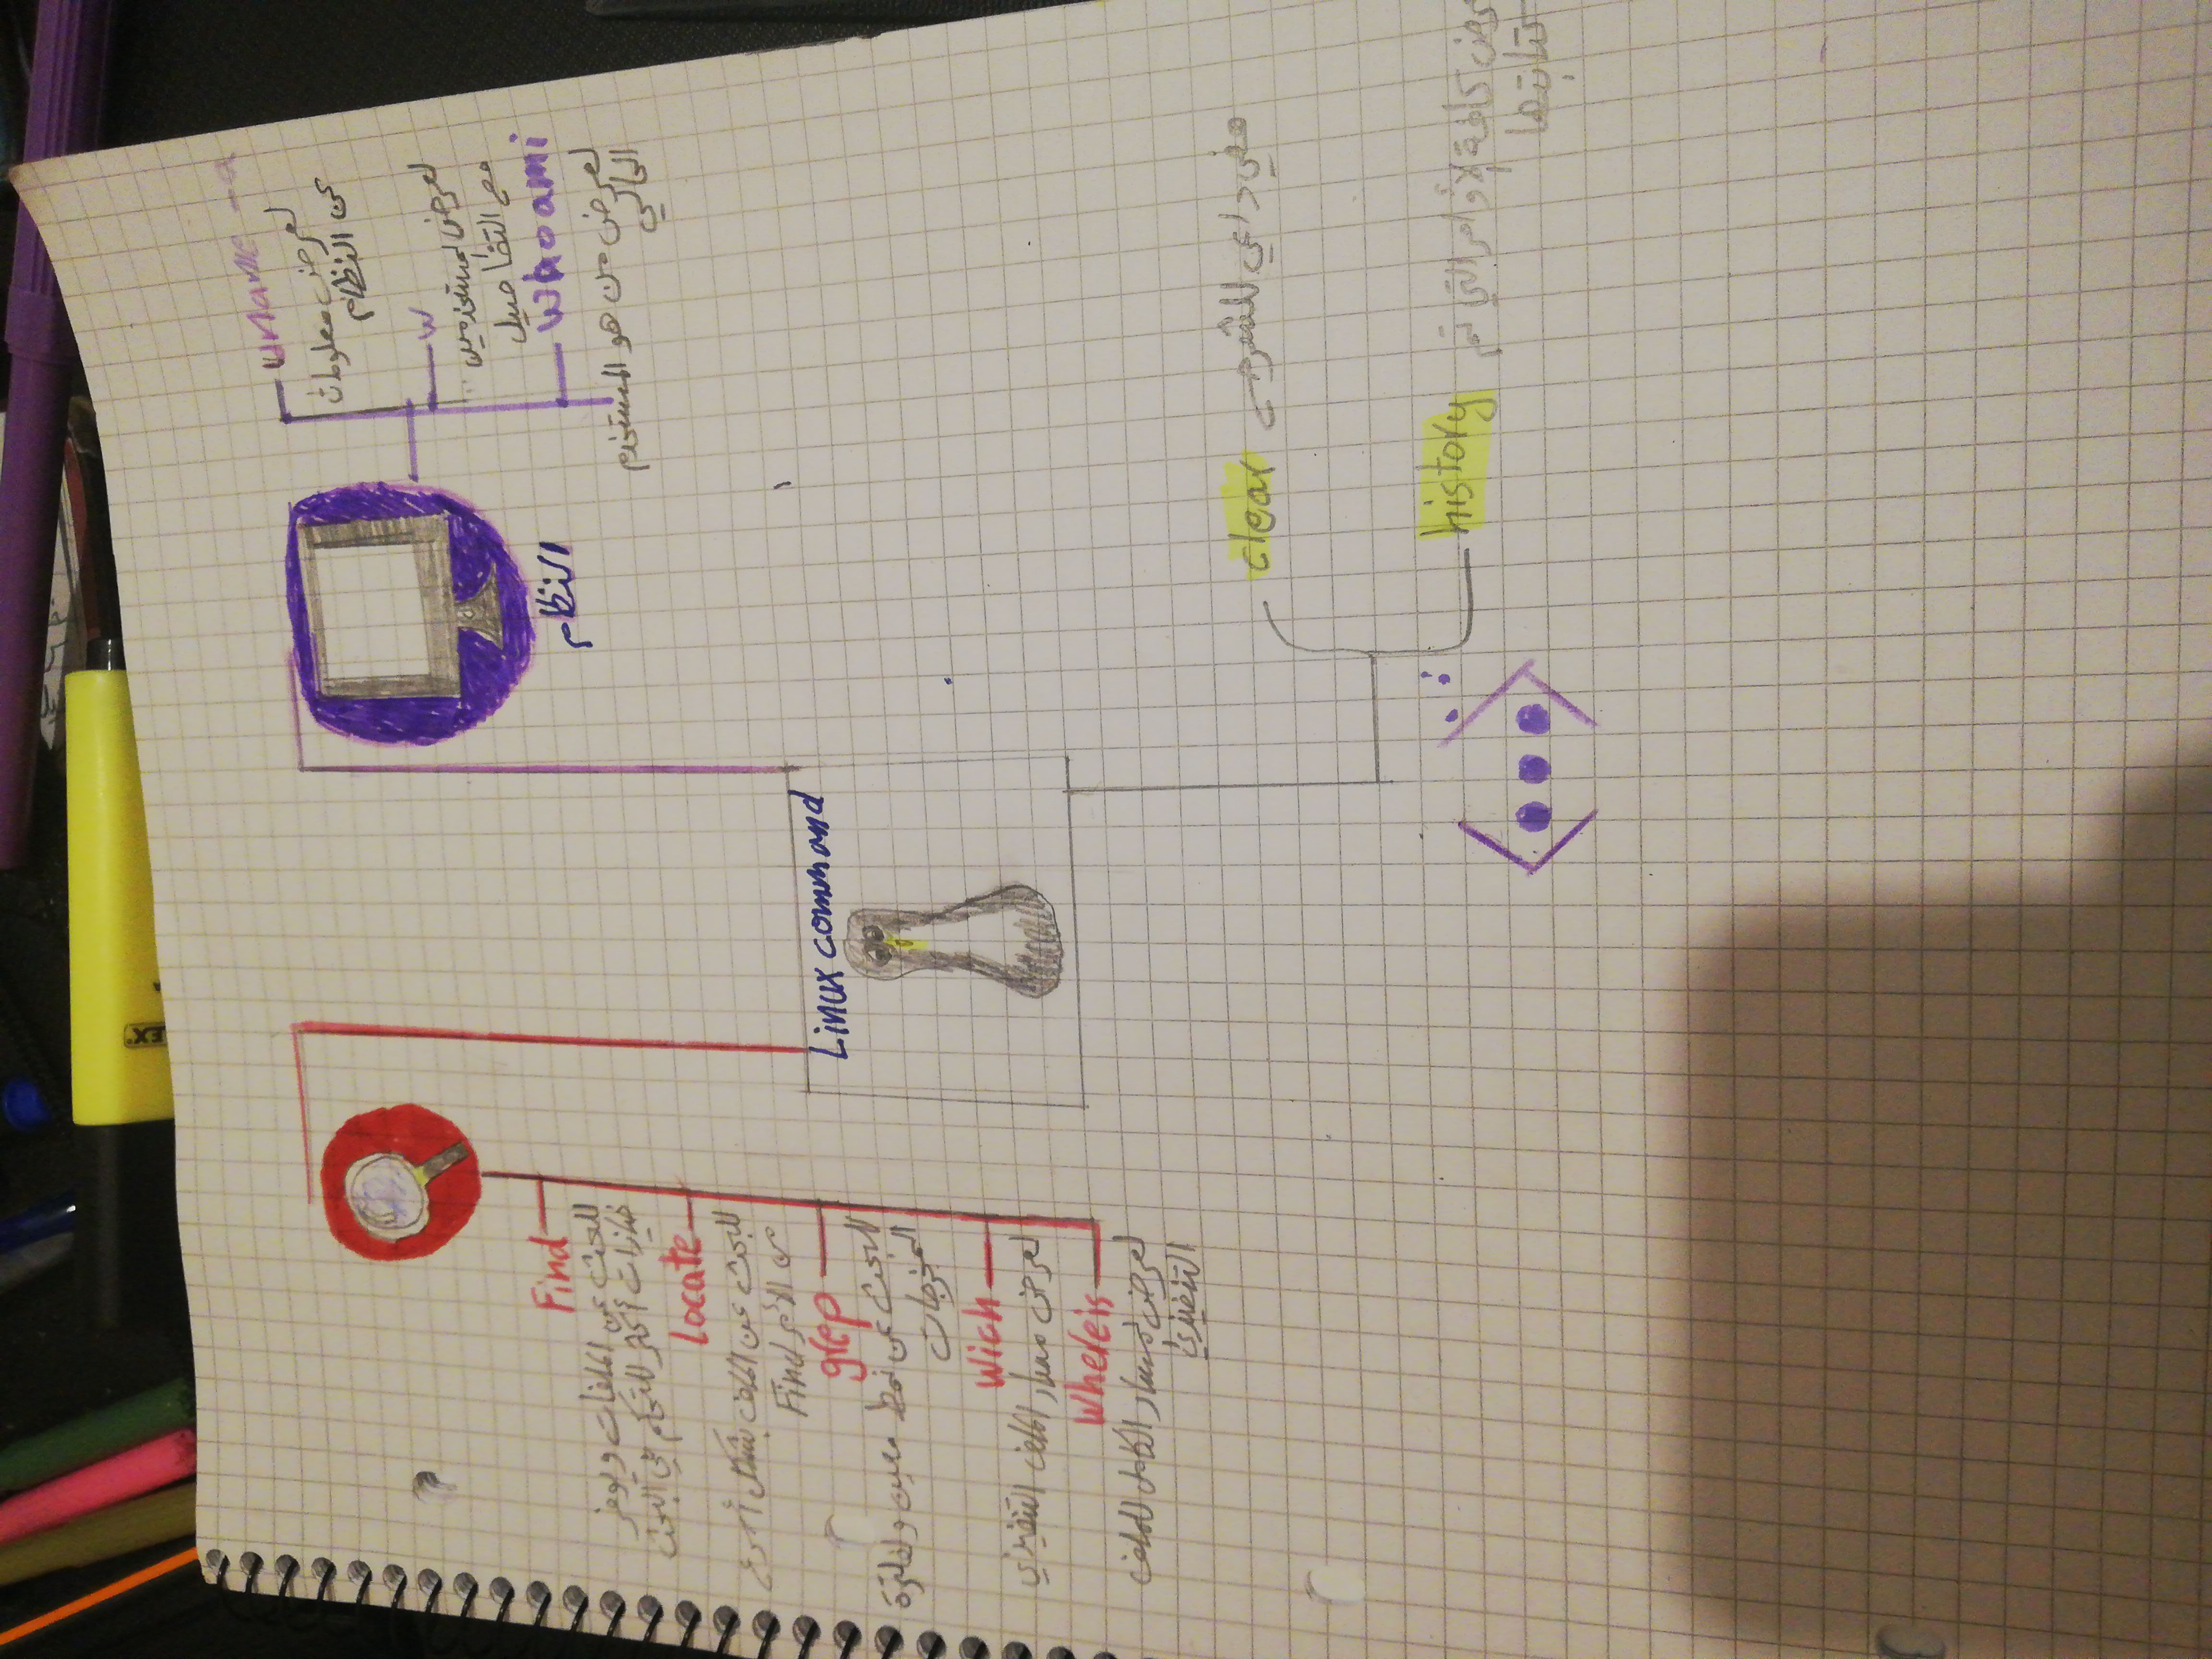 EX
Find
للبحث عن الملفات ويوفر
خيارات أكثر للتحكم في البحث
Locate
للبحث عن الملف بشكل أسرع
من الأمر Find
grep
للبحث عن نمط معين ولفلترة
المخرجات
Wich
لعرض مسار الملف التنفيذي
Whereis
لعرض المسار الكامل للملف
التنفيذي
Linux command
النظام
uname -a
لعرض معلومات
عن النظام
w
لعرض المستخدمين
مع التفاصيل
Whoami
لعرض من هو المستخدم
الحالي
clear مفي داعي للشرح
history عرض كافة الأوامر التي تم
كتابتها